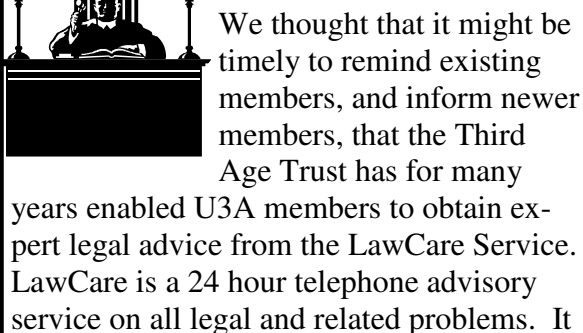 We thought that it might be
timely to remind existing
members, and inform newer
members, that the Third
Age Trust has for many
years enabled U3A members to obtain ex-
pert legal advice from the LawCare Service.
LawCare is a 24 hour telephone advisory
service on all legal and related problems.  It